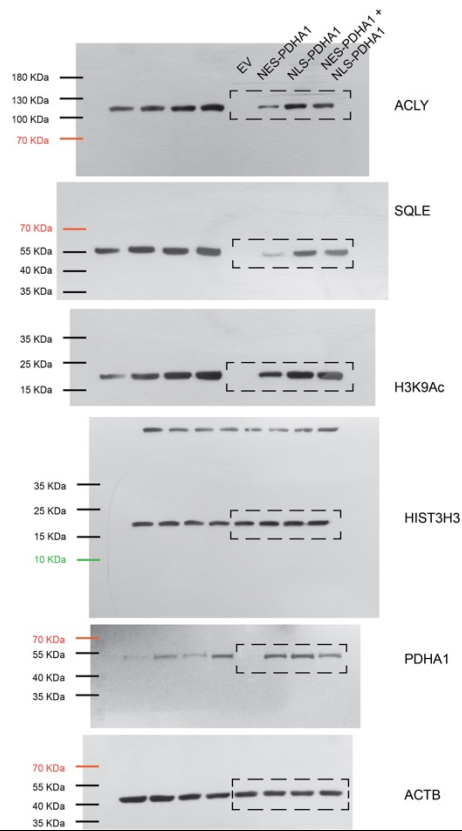 EV
NES-PDHA1
NLS-PDHA1
NES-PDHA1 +
NLS-PDHA1
180 KDa
130 KDa
100 KDa
70 KDa
ACLY
SQLE
70 KDa
55 KDa
40 KDa
35 KDa
35 KDa
25 KDa
15 KDa
H3K9Ac
35 KDa
25 KDa
15 KDa
10 KDa
HIST3H3
70 KDa
55 KDa
40 KDa
35 KDa
PDHA1
70 KDa
55 KDa
40 KDa
35 KDa
ACTB